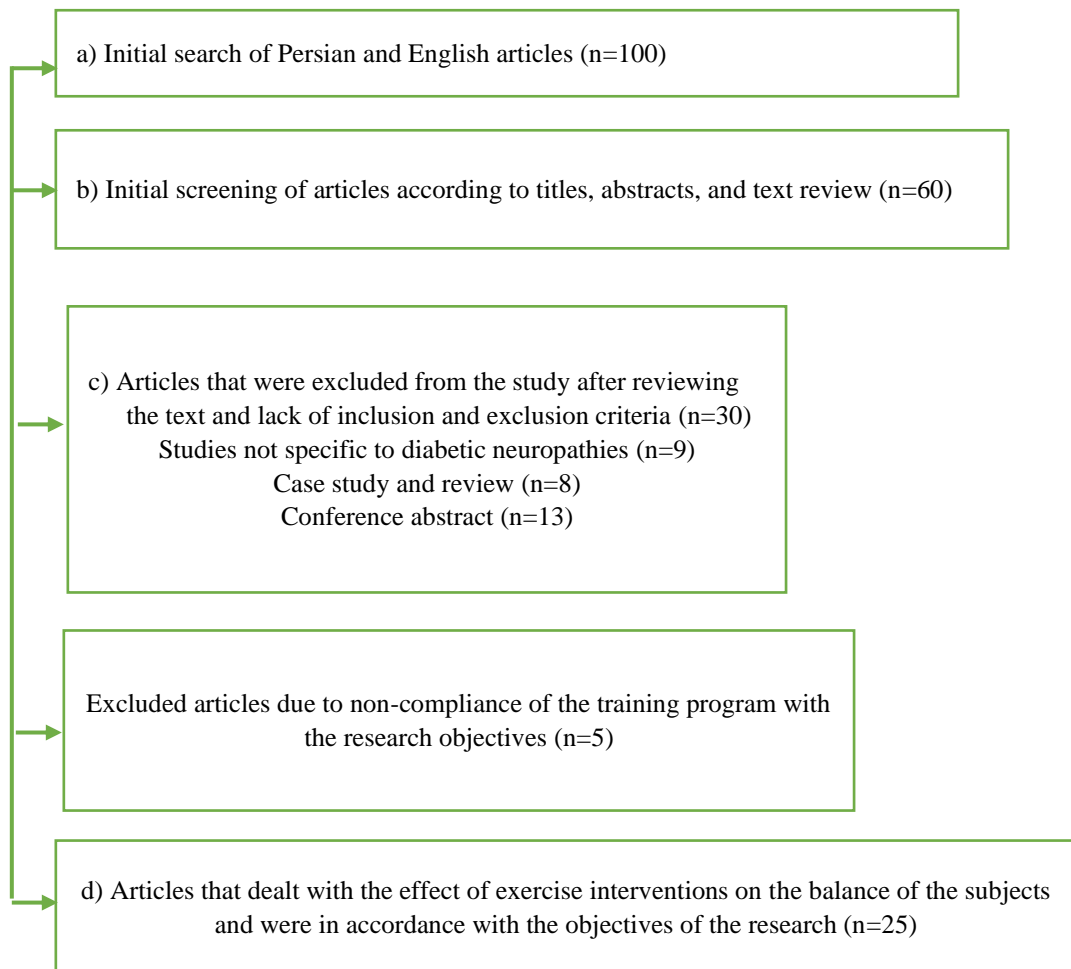 a) Initial search of Persian and English articles (n=100)
b) Initial screening of articles according to titles, abstracts, and text review (n=60)
c) Articles that were excluded from the study after reviewing
the text and lack of inclusion and exclusion criteria (n=30)
Studies not specific to diabetic neuropathies (n=9)
Case study and review (n=8)
Conference abstract (n=13)
Excluded articles due to non-compliance of the training program with
the research objectives (n=5)
d) Articles that dealt with the effect of exercise interventions on the balance of the subjects
and were in accordance with the objectives of the research (n=25)